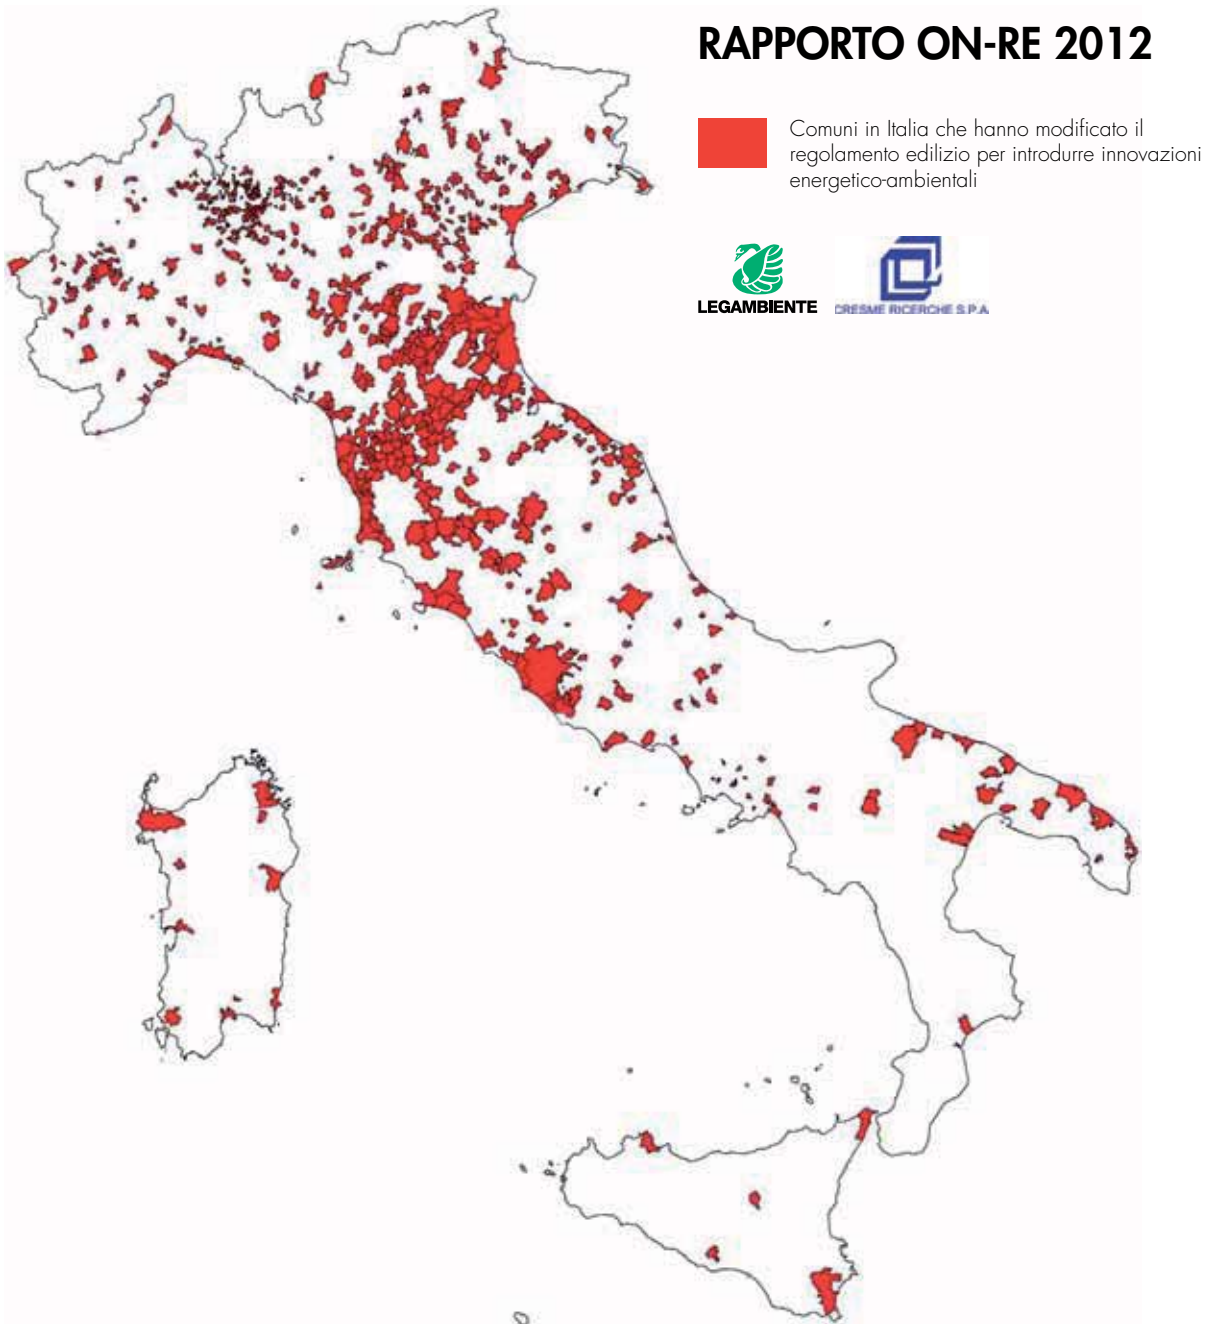 RAPPORTO ON-RE 2012
Comuni in Italia che hanno modificato il
regolamento edilizio per introdurre innovazioni
energetico-ambientali
LEGAMBIENTE
CRESME RICERCHE S.P.A.